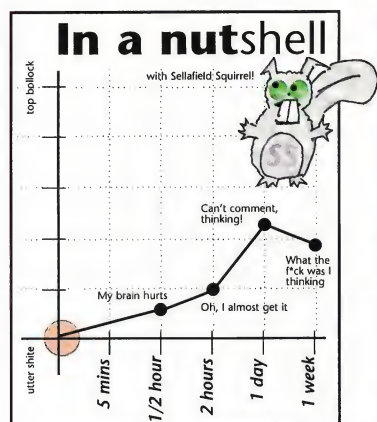 In a nutshell
with Sellafield Squirrel!
top bollock
SS
Can't comment,
thinking!
What the
f*ck was I
thinking
My brain hurts
Oh, I almost get it
utter shite
5 mins
1/2 hour
2 hours
1 day
1 week